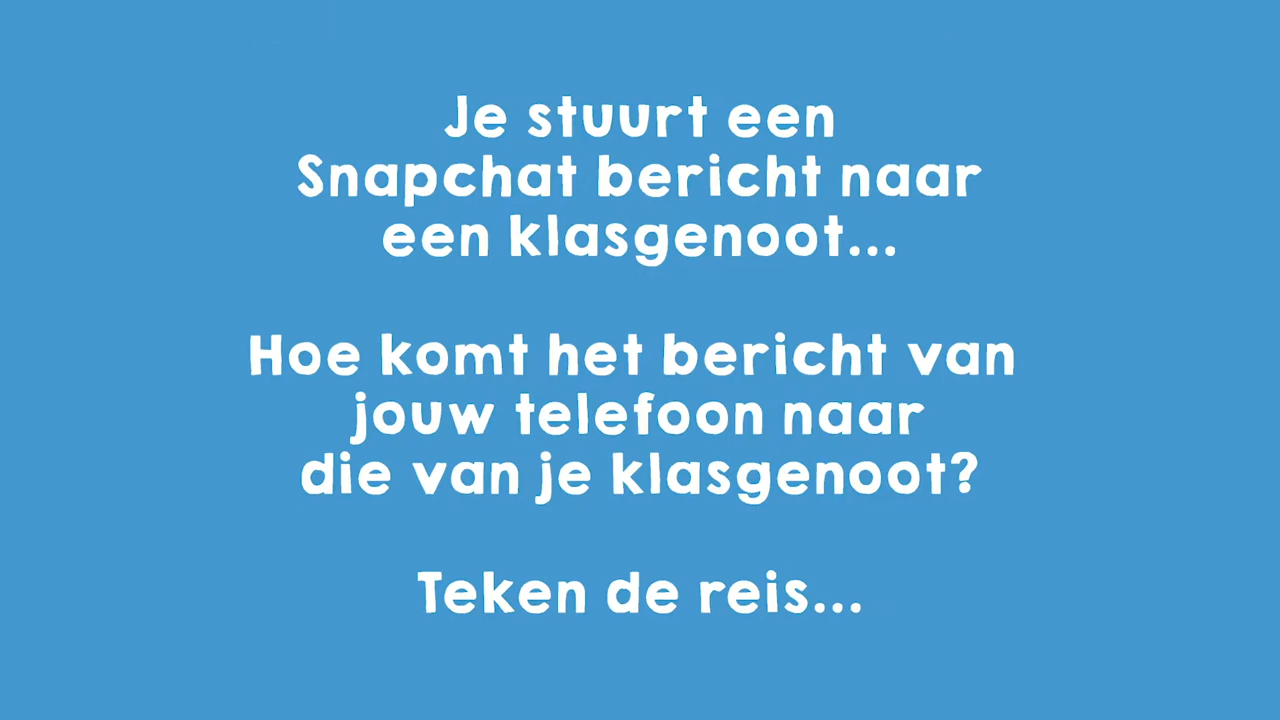 Je stuurt een
Snapchat bericht naar
een klasgenoot...
Hoe komt het bericht van
jouw telefoon naar
die van je klasgenoot?
Teken de reis...